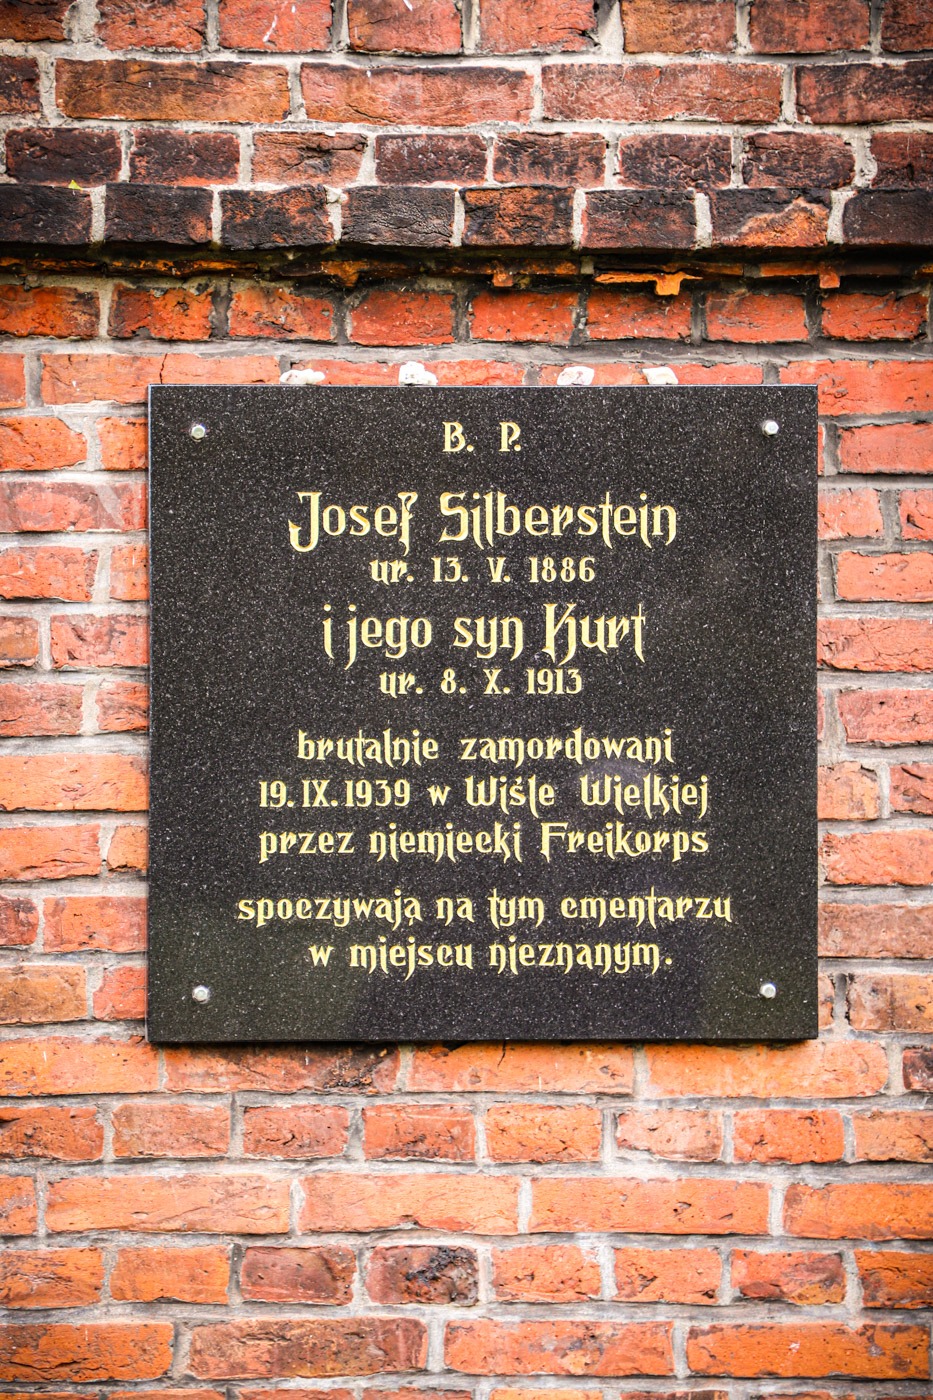 B. P.
Josef Silberstein
ur. 13. V. 1886
i jego syn Kurt
ur. 8. X. 1913
brutalnie zamordowani
19.IX.1939 w Wiśle Wielkiej
przez niemiecki Freikorps
spoczywają na tym cmentarzu
w miejscu nieznanym.